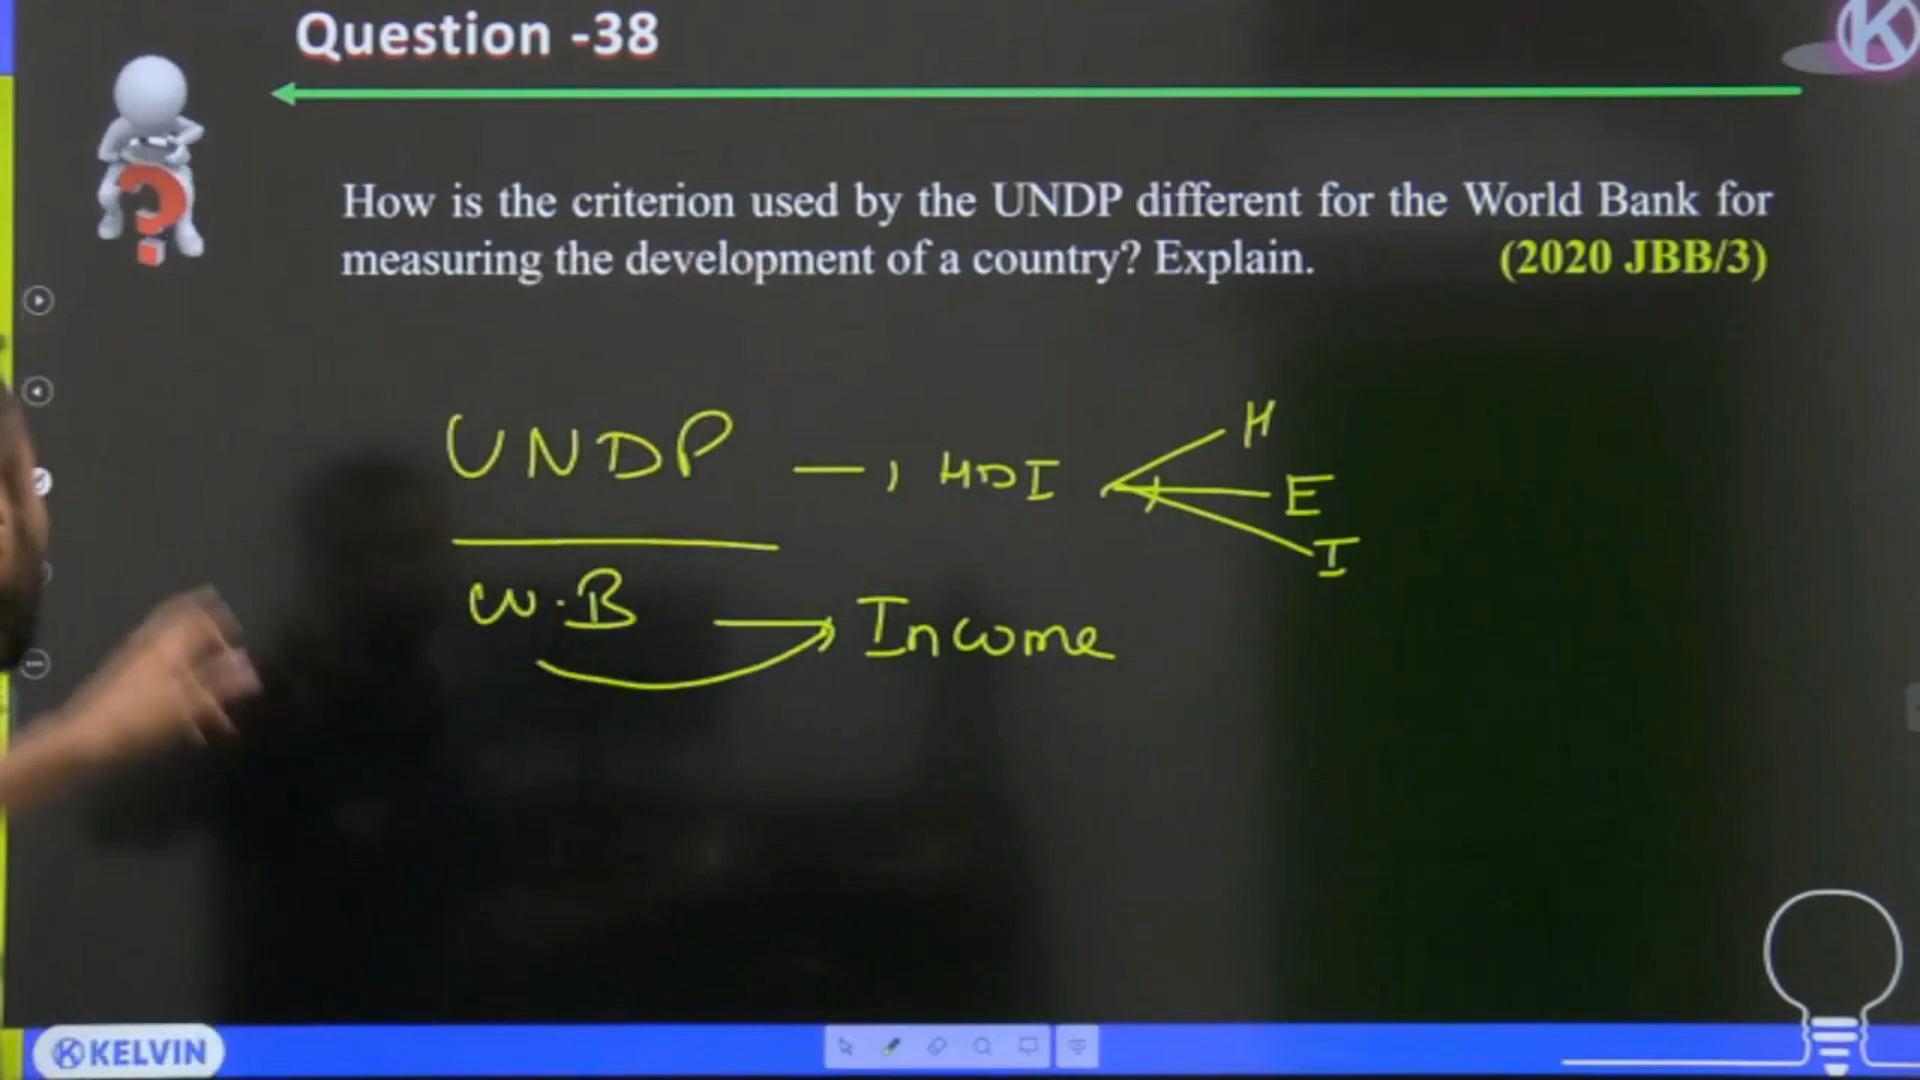 Question -38
How is the criterion used by the UNDP different for the World Bank for
measuring the development of a country? Explain. (2020 JBB/3)
UNDP — , HDI
H
E
I
W.B → Income
KELVIN